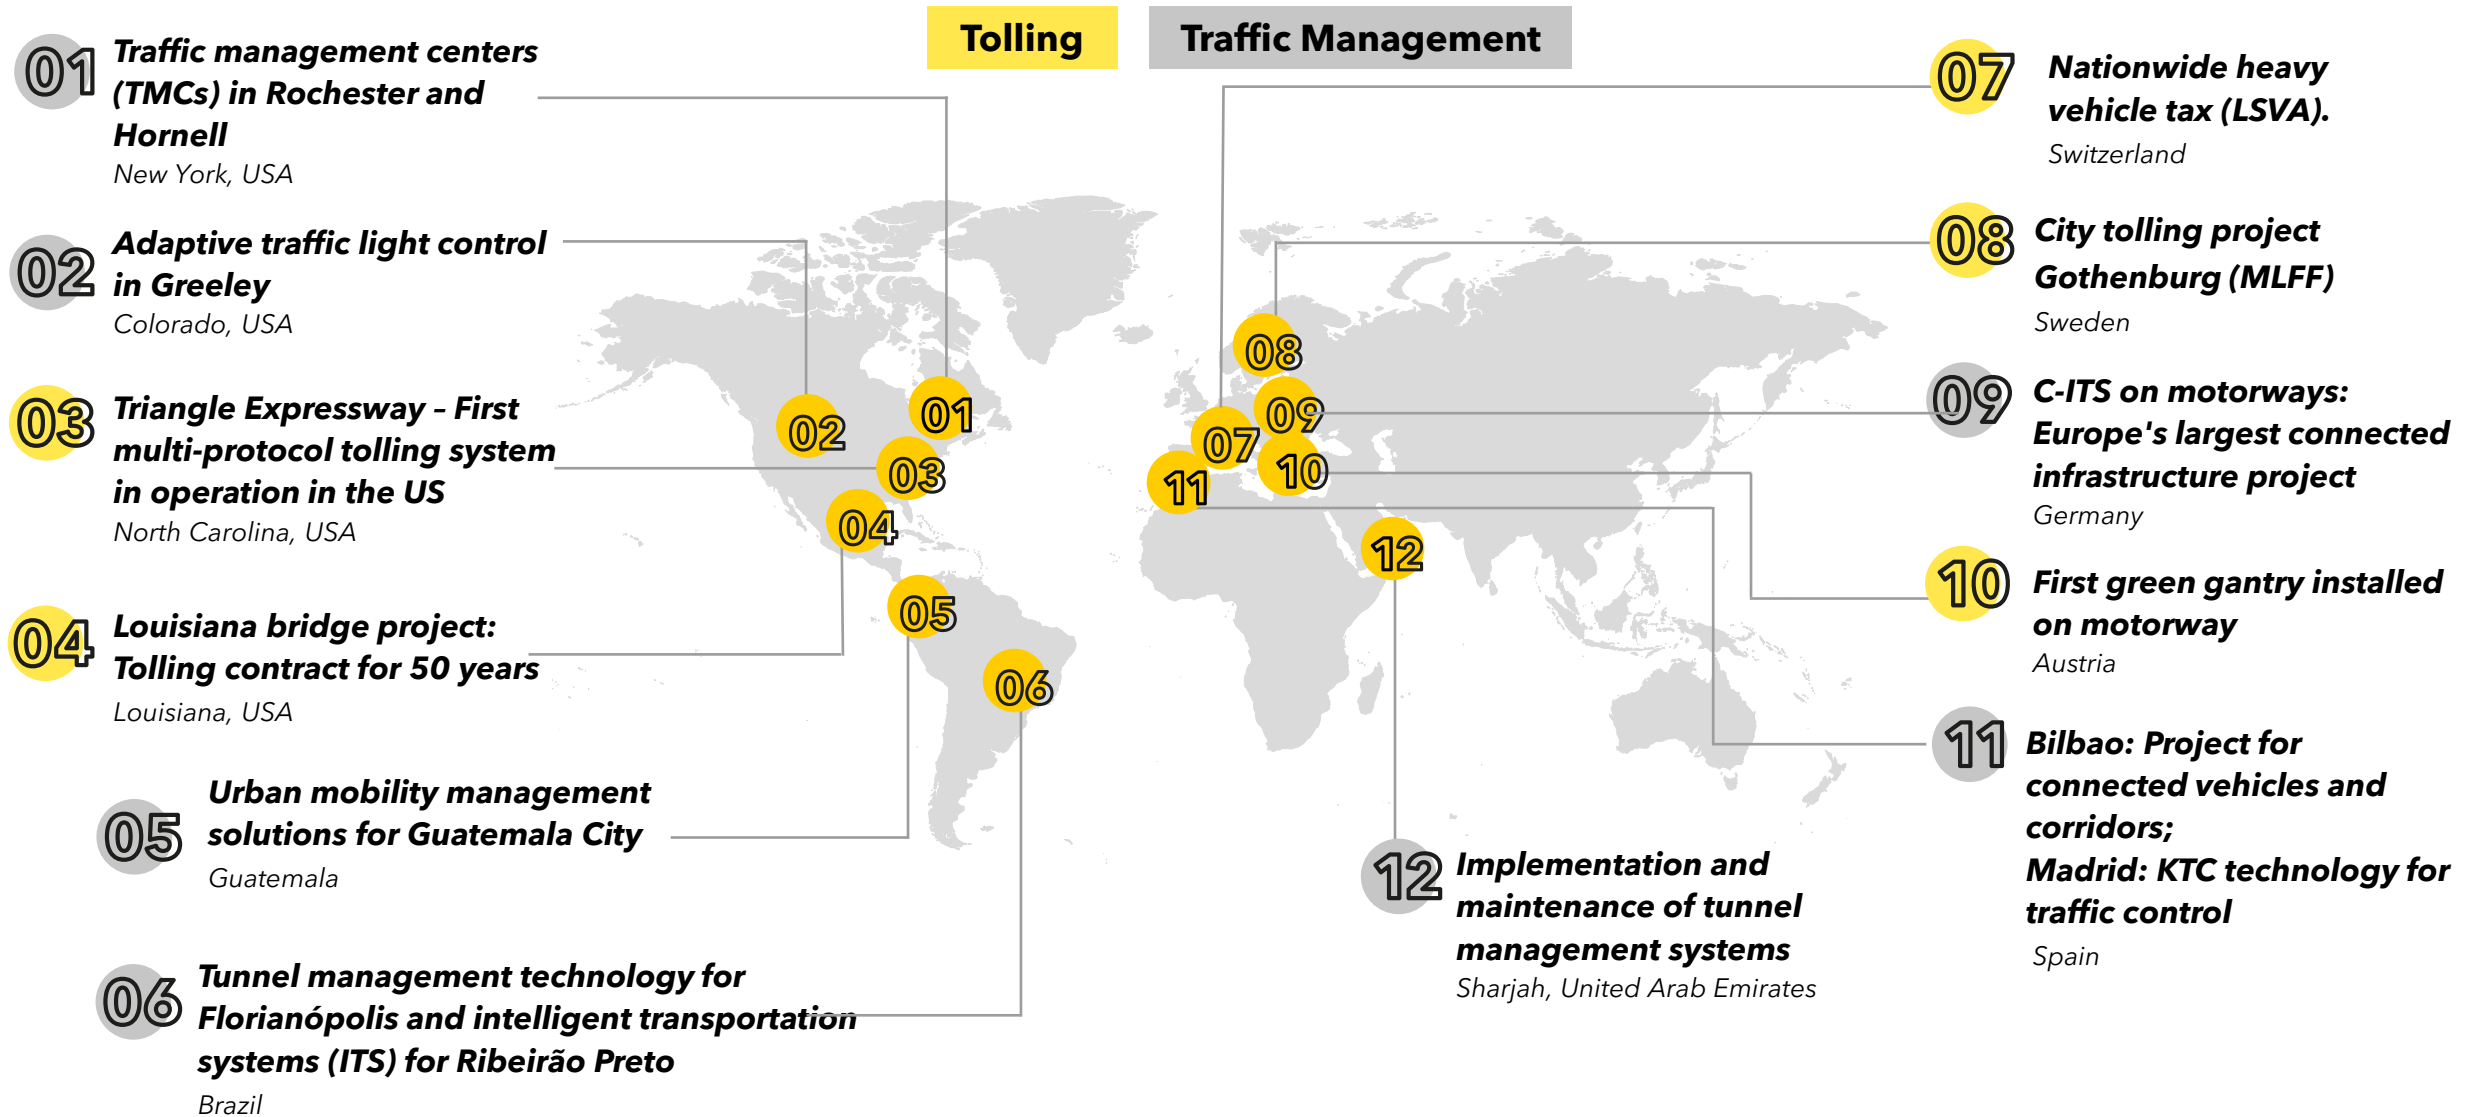 Tolling
Traffic Management
01
Traffic management centers
(TMCs) in Rochester and
Hornell
New York, USA
02
Adaptive traffic light control
in Greeley
Colorado, USA
03
Triangle Expressway – First
multi-protocol tolling system
in operation in the US
North Carolina, USA
04
Louisiana bridge project:
Tolling contract for 50 years
Louisiana, USA
05
Urban mobility management
solutions for Guatemala City
Guatemala
06
Tunnel management technology for
Florianópolis and intelligent transportation
systems (ITS) for Ribeirão Preto
Brazil
08
01
09
02
07
03
10
11
04
12
05
06
07
Nationwide heavy
vehicle tax (LSVA).
Switzerland
08
City tolling project
Gothenburg (MLFF)
Sweden
09
C-ITS on motorways:
Europe's largest connected
infrastructure project
Germany
10
First green gantry installed
on motorway
Austria
11
Bilbao: Project for
connected vehicles and
corridors;
Madrid: KTC technology for
traffic control
Spain
12
Implementation and
maintenance of tunnel
management systems
Sharjah, United Arab Emirates